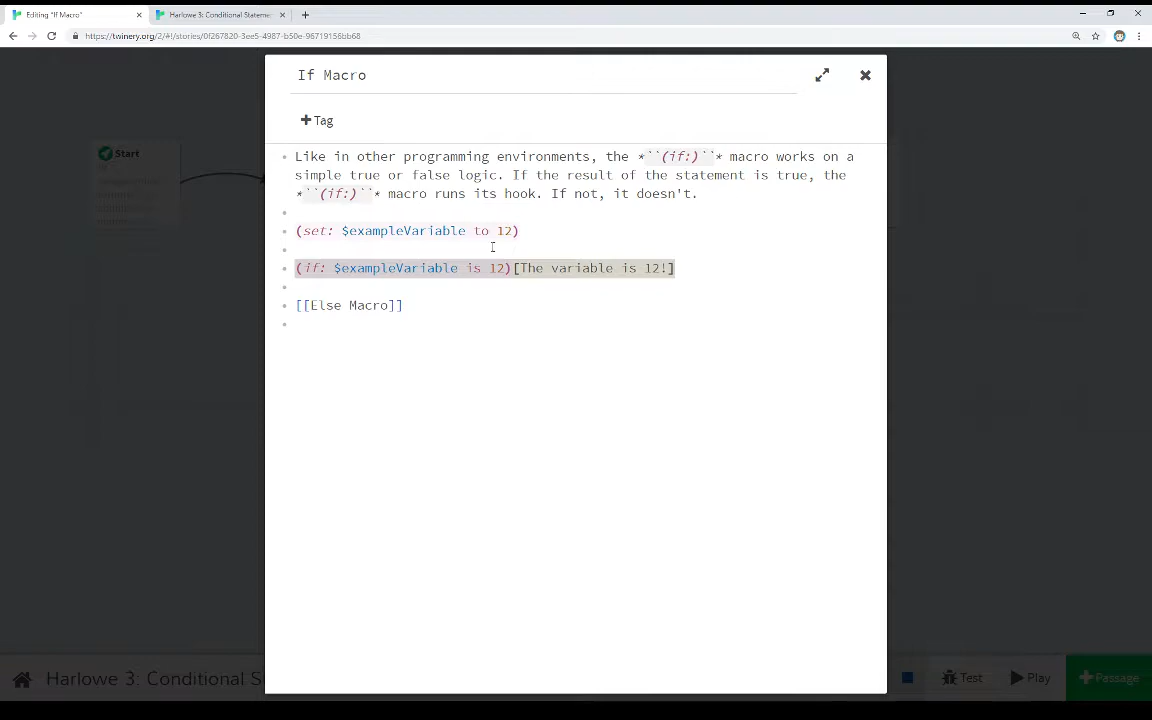 Editing "If Macro"
Harlowe 3: Conditional Stateme
https://twinery.org/2/#!/stories/0f267820-3ee5-4987-b50e-96719156bb68
If Macro
+Tag
Start
Like in other programming environments, the *``(if:)``* macro works on a
simple true or false logic. If the result of the statement is true, the
*``(if:)``* macro runs its hook. If not, it doesn't.
(set: $exampleVariable to 12)
(if: $exampleVariable is 12)[The variable is 12!]
[[Else Macro]]
Harlowe 3: Conditional S
Test
Play
+Passage